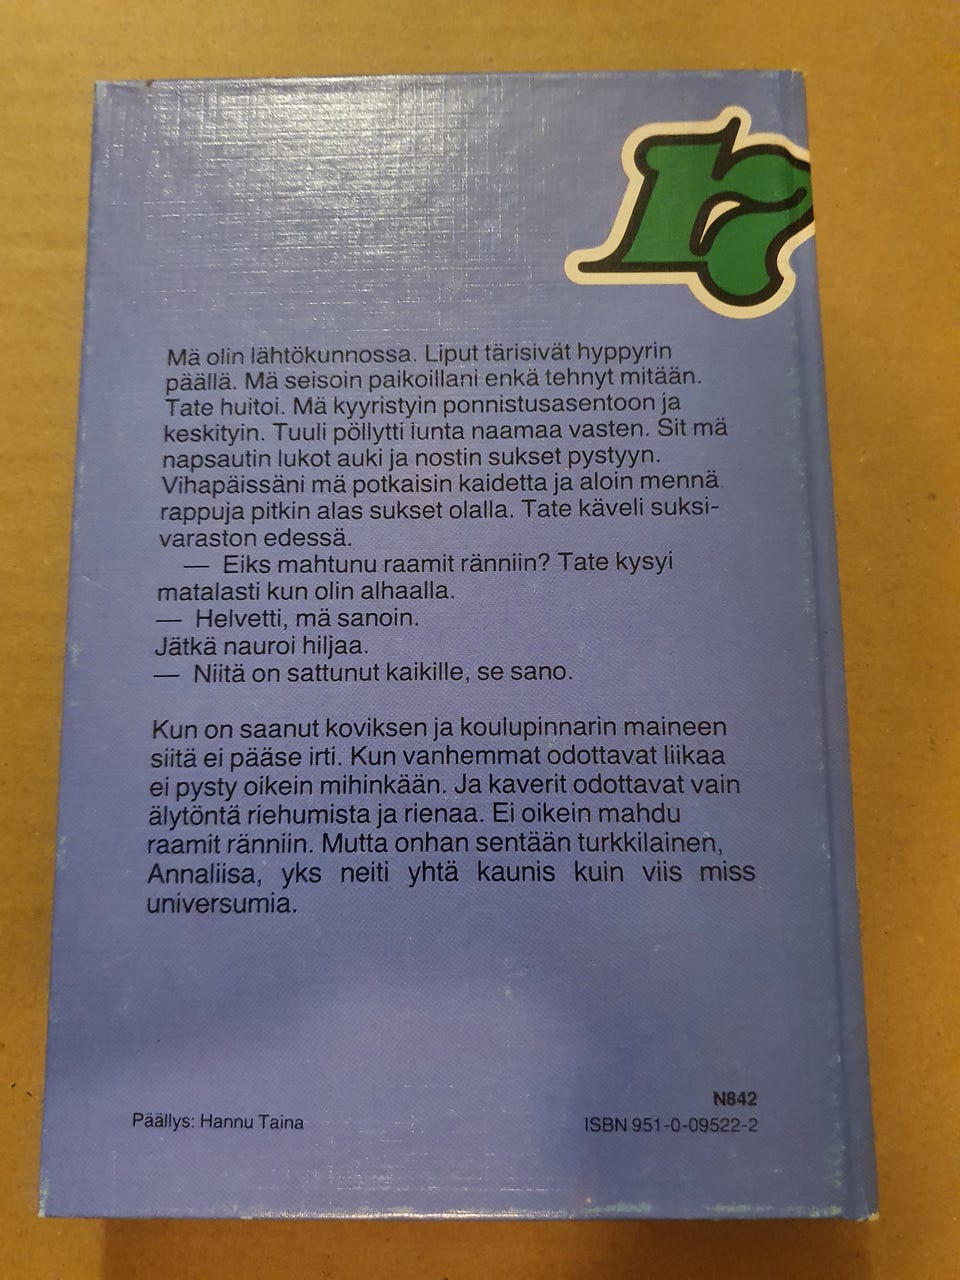 17
Mä olin lähtökunnossa. Liput tärisivät hyppyrin
päällä. Mä seisoin paikoillani enkä tehnyt mitään.
Tate huitoi. Mä kyyristyin ponnistusasentoon ja
keskityin. Tuuli pöllytti lunta naamaa vasten. Sit mä
napsautin lukot auki ja nostin sukset pystyyn.
Vihapäissäni mä potkaisin kaidetta ja aloin mennä
rappuja pitkin alas sukset olalla. Tate käveli suksi-
varaston edessä.
— Eiks mahtunu raamit ränniin? Tate kysyi
matalasti kun olin alhaalla.
— Helvetti, mä sanoin.
Jätkä nauroi hiljaa.
— Niitä on sattunut kaikille, se sano.
Kun on saanut koviksen ja koulupinnarin maineen
siitä ei pääse irti. Kun vanhemmat odottavat liikaa
ei pysty oikein mihinkään. Ja kaverit odottavat vain
älytöntä riehumista ja rienaa. Ei oikein mahdu
raamit ränniin. Mutta onhan sentään turkkilainen,
Annaliisa, yks neiti yhtä kaunis kuin viis miss
universumia.
N842
Päällys: Hannu Taina
ISBN 951-0-09522-2